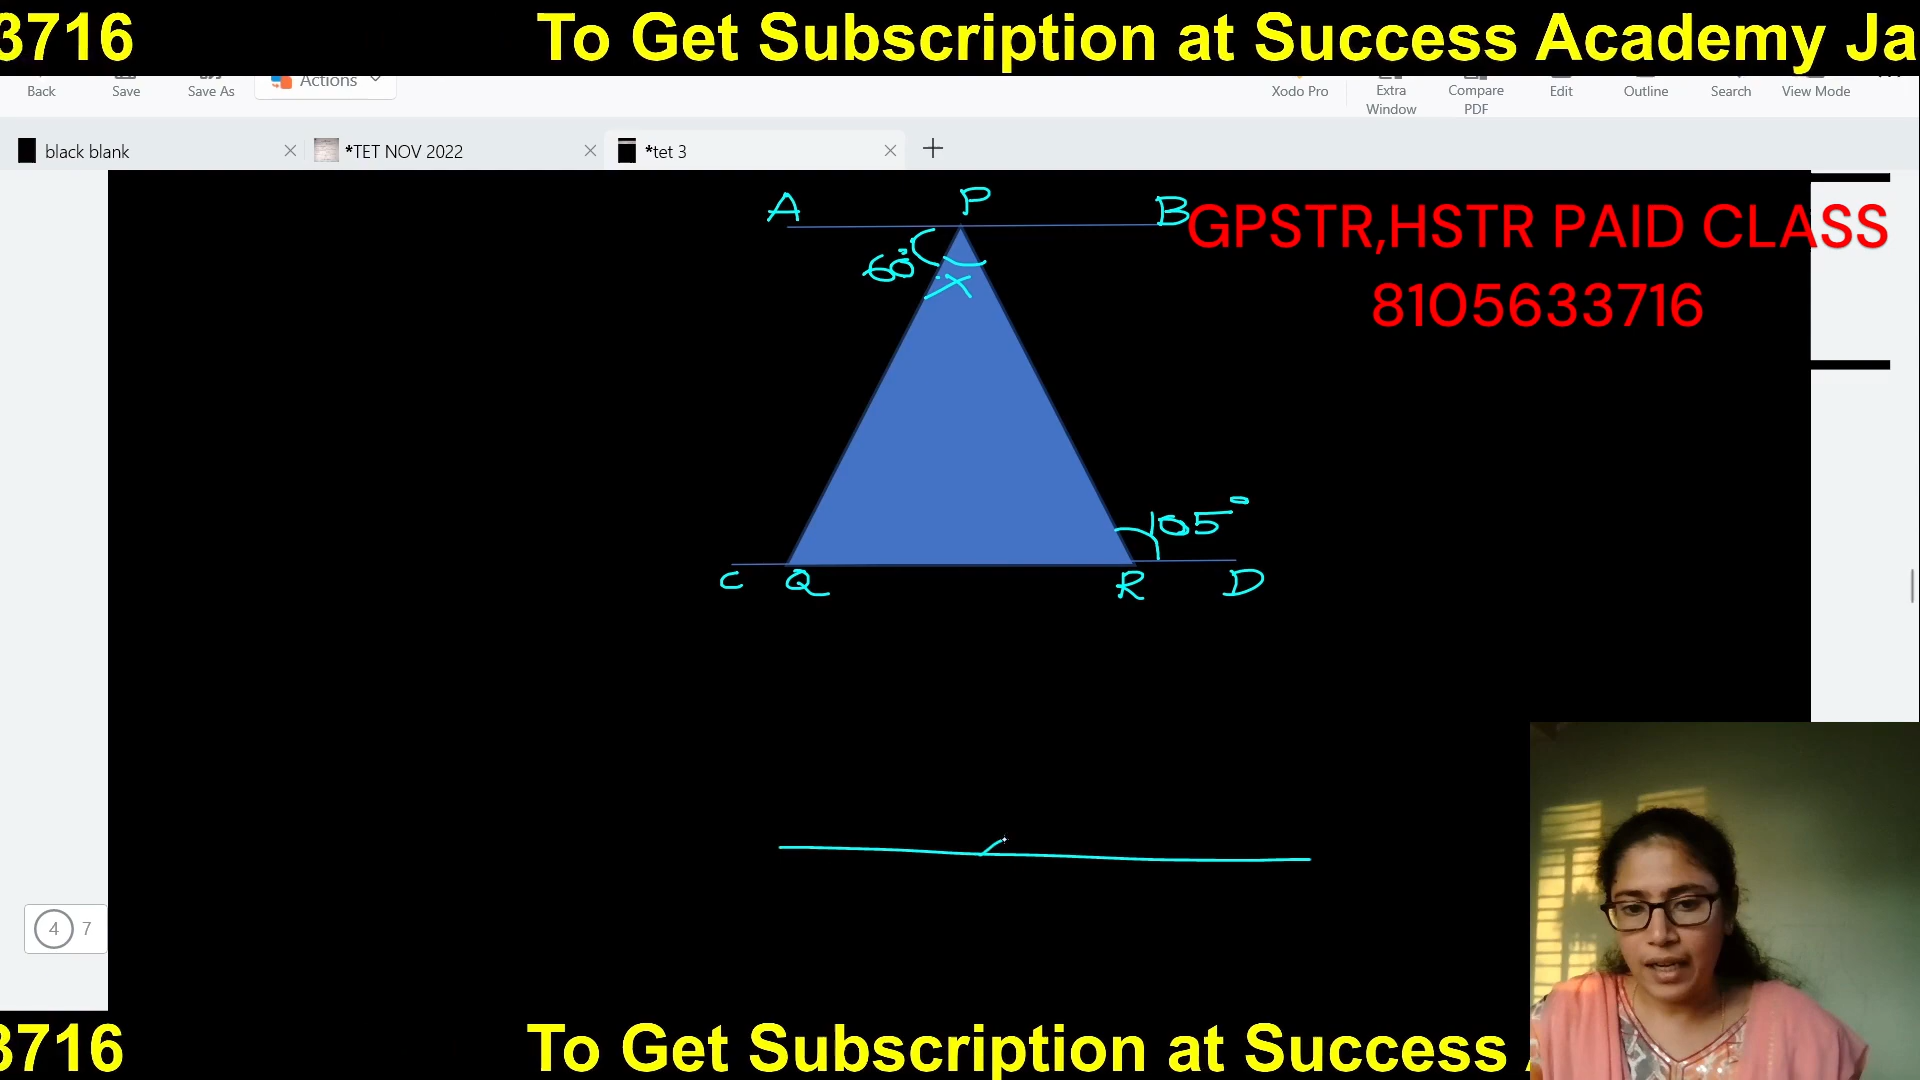 3716 To Get Subscription at Success Academy Ja
Back Save Save As Actions Xodo Pro Extra Window Compare PDF Edit Outline Search View Mode
black blank *TET NOV 2022 *tet 3
A P B
GPSTR,HSTR PAID CLASS
8105633716
60°
x
105°
C Q R D
4 7
3716 To Get Subscription at Success